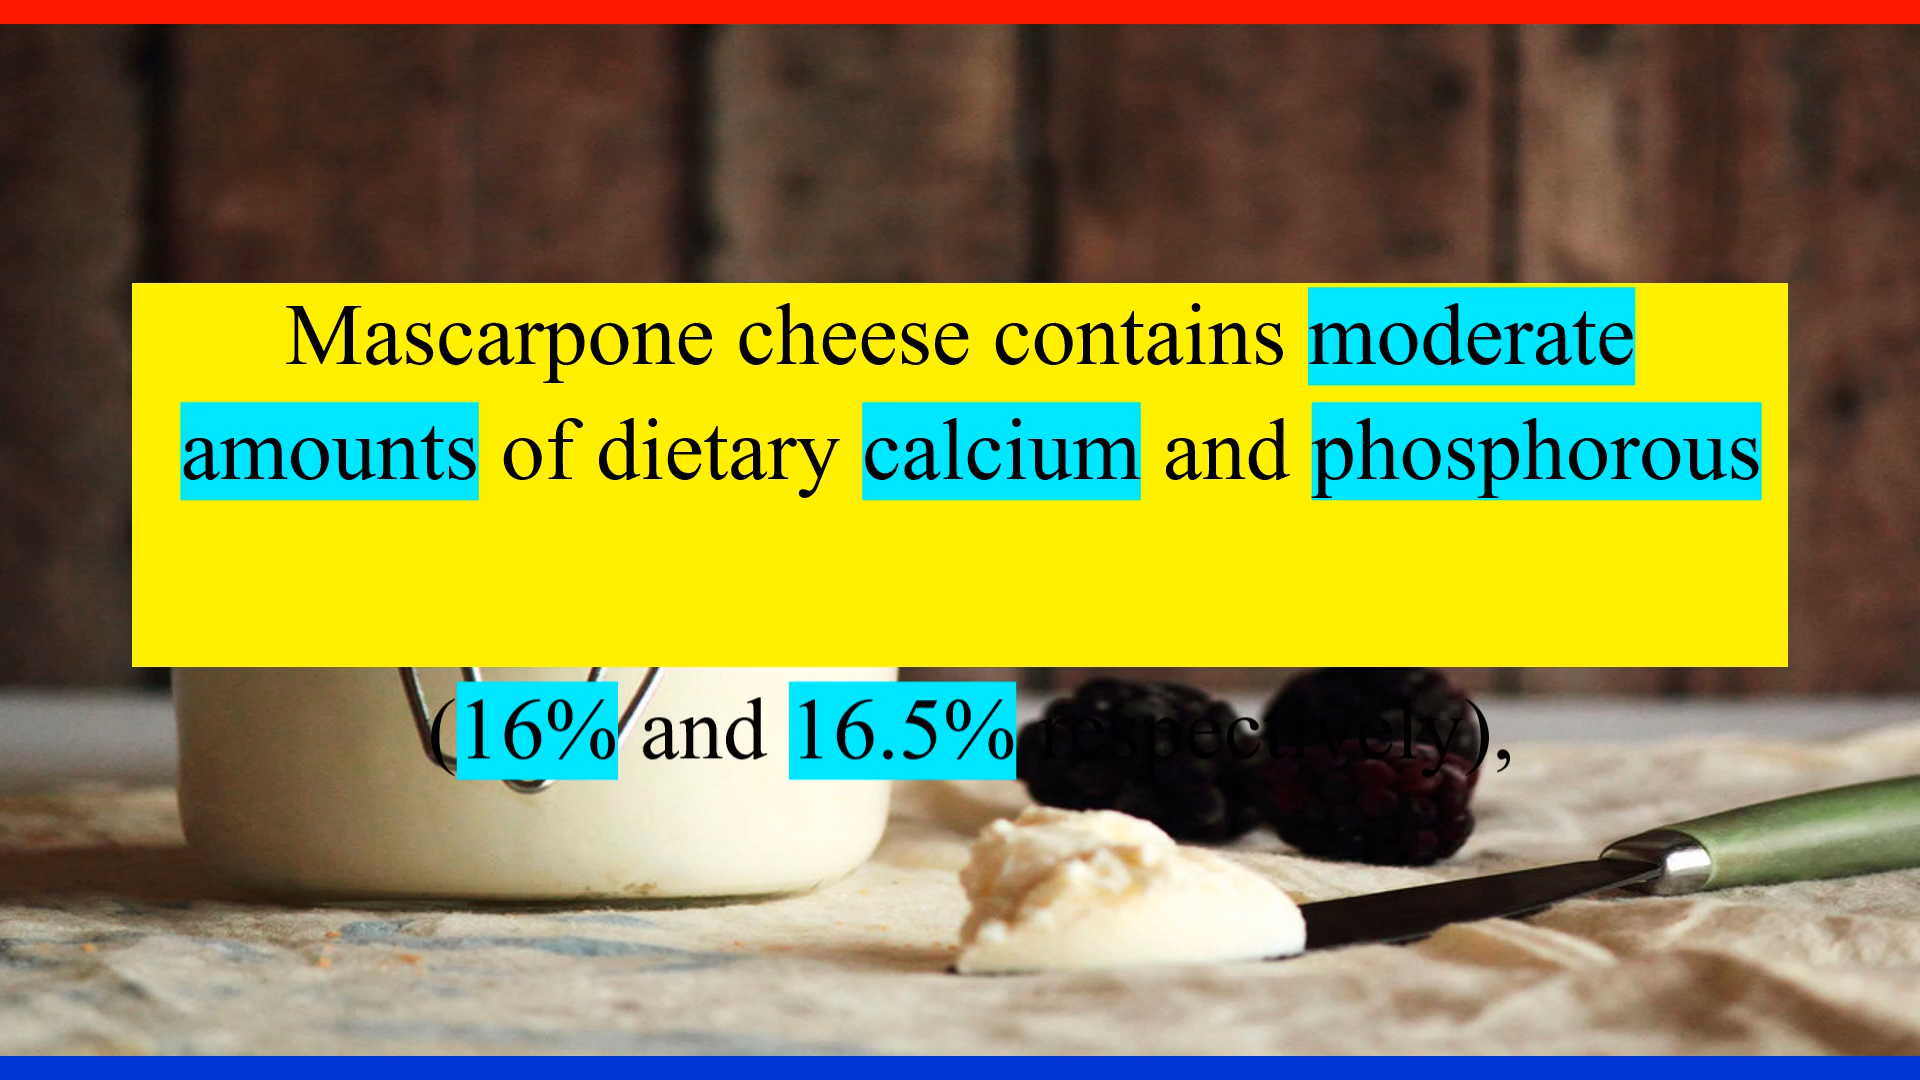 Mascarpone cheese contains moderate
amounts of dietary calcium and phosphorous
(16% and 16.5% respectively),